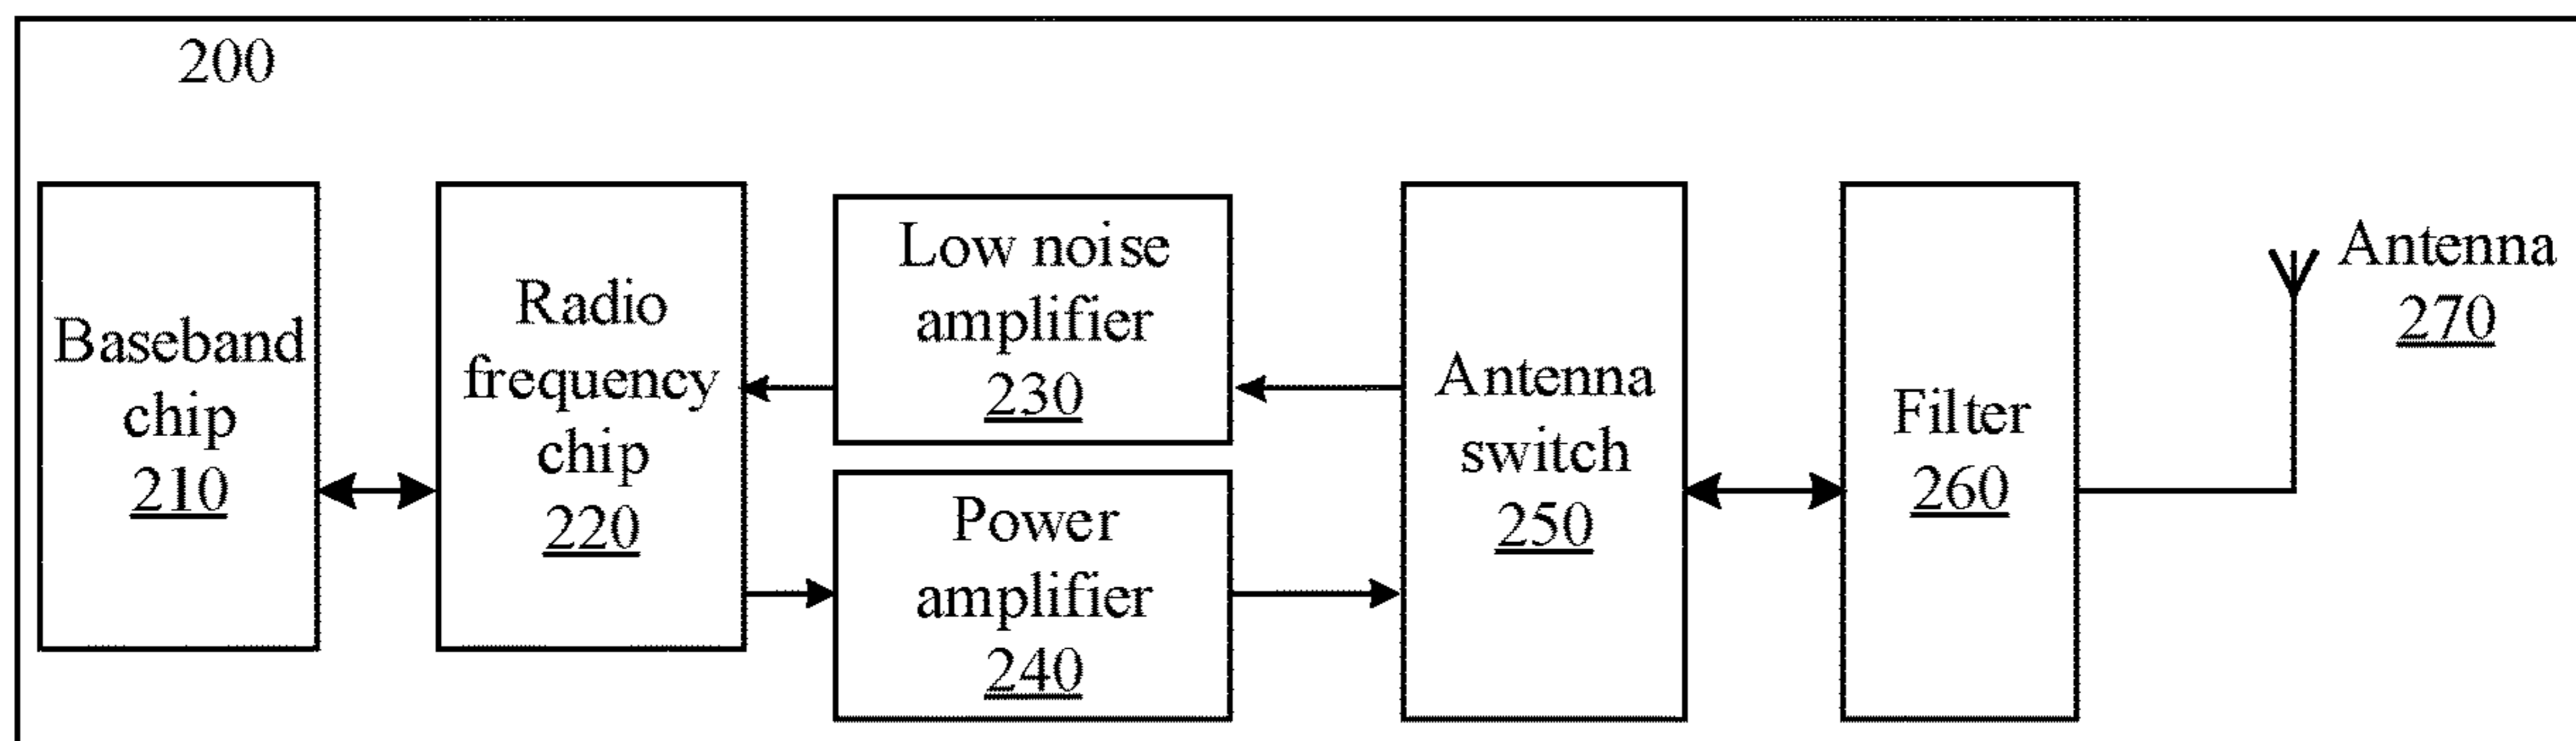 200
Baseband
chip
210
Radio
frequency
chip
220
Low noise
amplifier
230
Power
amplifier
240
Antenna
switch
250
Filter
260
Antenna
270